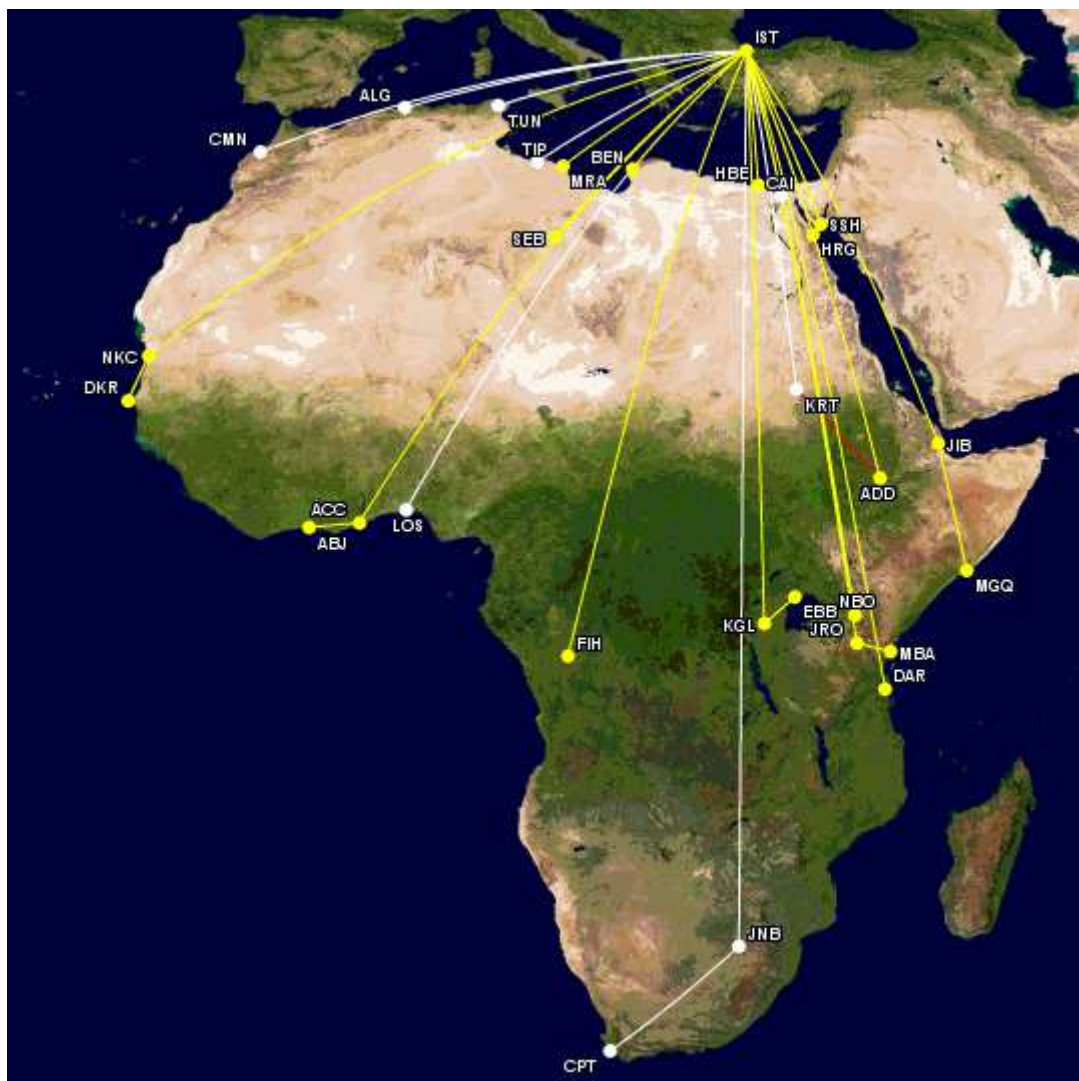 IST
ALG
TUN
CMN
TIP
BEN
MRA
HBE
CAI
SSH
SEB
HRG
NKC
DKR
KRT
JIB
ADD
ACC
LOS
ABJ
MGQ
NBO
EBB
KGL
JRO
FIH
MBA
DAR
JNB
CPT